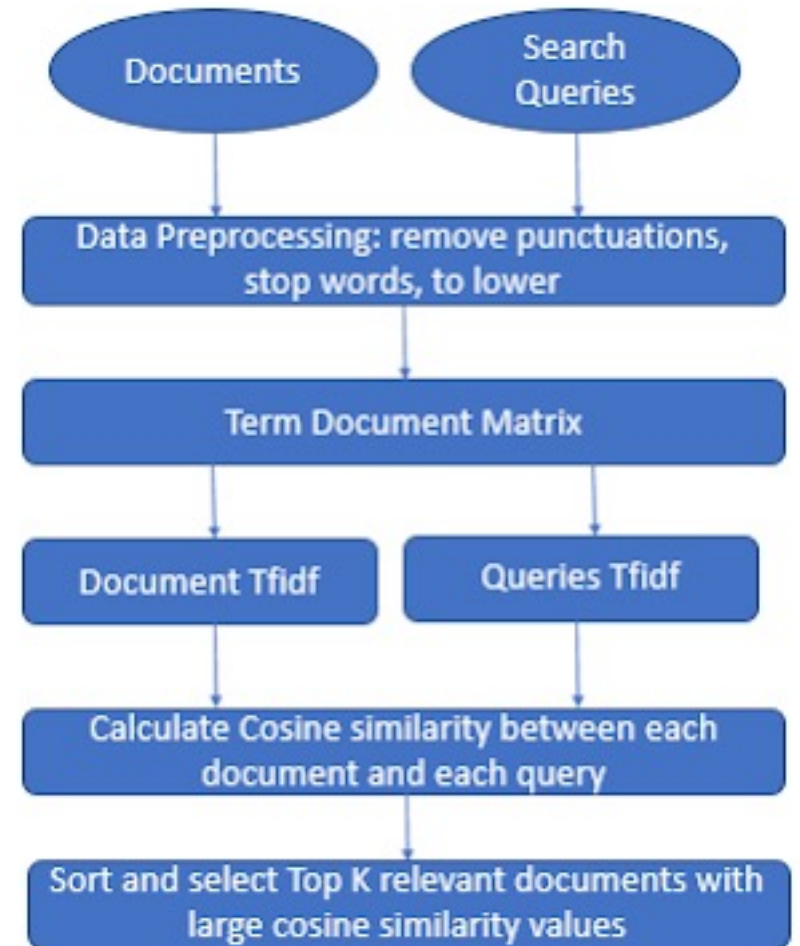 Documents
Search
Queries
Data Preprocessing: remove punctuations,
stop words, to lower
Term Document Matrix
Document Tfidf
Queries Tfidf
Calculate Cosine similarity between each
document and each query
Sort and select Top K relevant documents with
large cosine similarity values